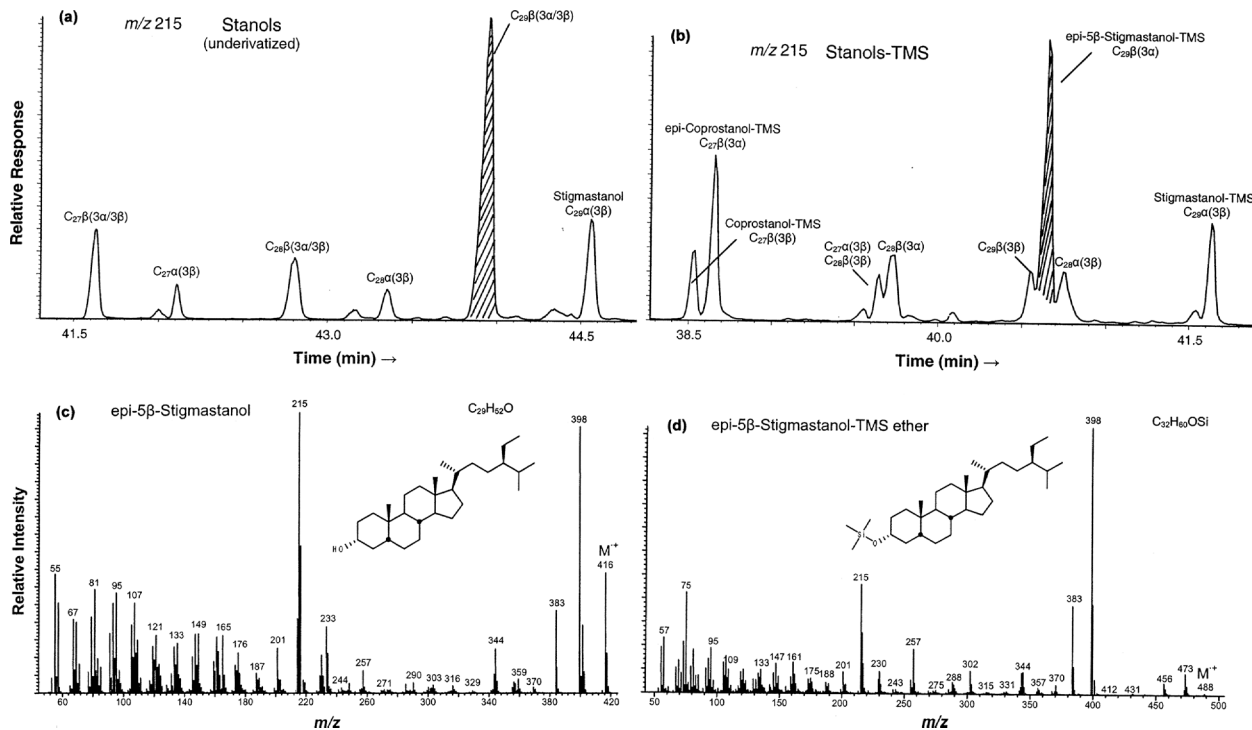 (a)
m/z 215
Stanols
(underivatized)
C29β(3α/3β)
C27β(3α/3β)
C27α(3β)
C28β(3α/3β)
C28α(3β)
Stigmastanol
C29α(3β)
Relative Response
41.5
43.0
44.5
Time (min) →
(b)
m/z 215
Stanols-TMS
epi-5β-Stigmastanol-TMS
C29β(3α)
epi-Coprostanol-TMS
C27β(3α)
Coprostanol-TMS
C27β(3β)
C27α(3β)
C28β(3β)
C28β(3α)
C29β(3β)
C28α(3β)
Stigmastanol-TMS
C29α(3β)
38.5
40.0
41.5
Time (min) →
(c)
epi-5β-Stigmastanol
C29H52O
Relative Intensity
HO
M·+
55
67
81
95
107
121
133
149
165
176
187
201
215
233
244
257
271
290
303
316
329
344
359
370
383
398
416
60
100
140
180
220
260
300
340
380
420
m/z
(d)
epi-5β-Stigmastanol-TMS ether
C32H60OSi
Si
O
M·+
57
75
95
109
133
147
161
175
188
201
215
230
243
257
275
288
302
315
331
344
357
370
383
398
412
431
456
473
488
50
100
150
200
250
300
350
400
450
500
m/z